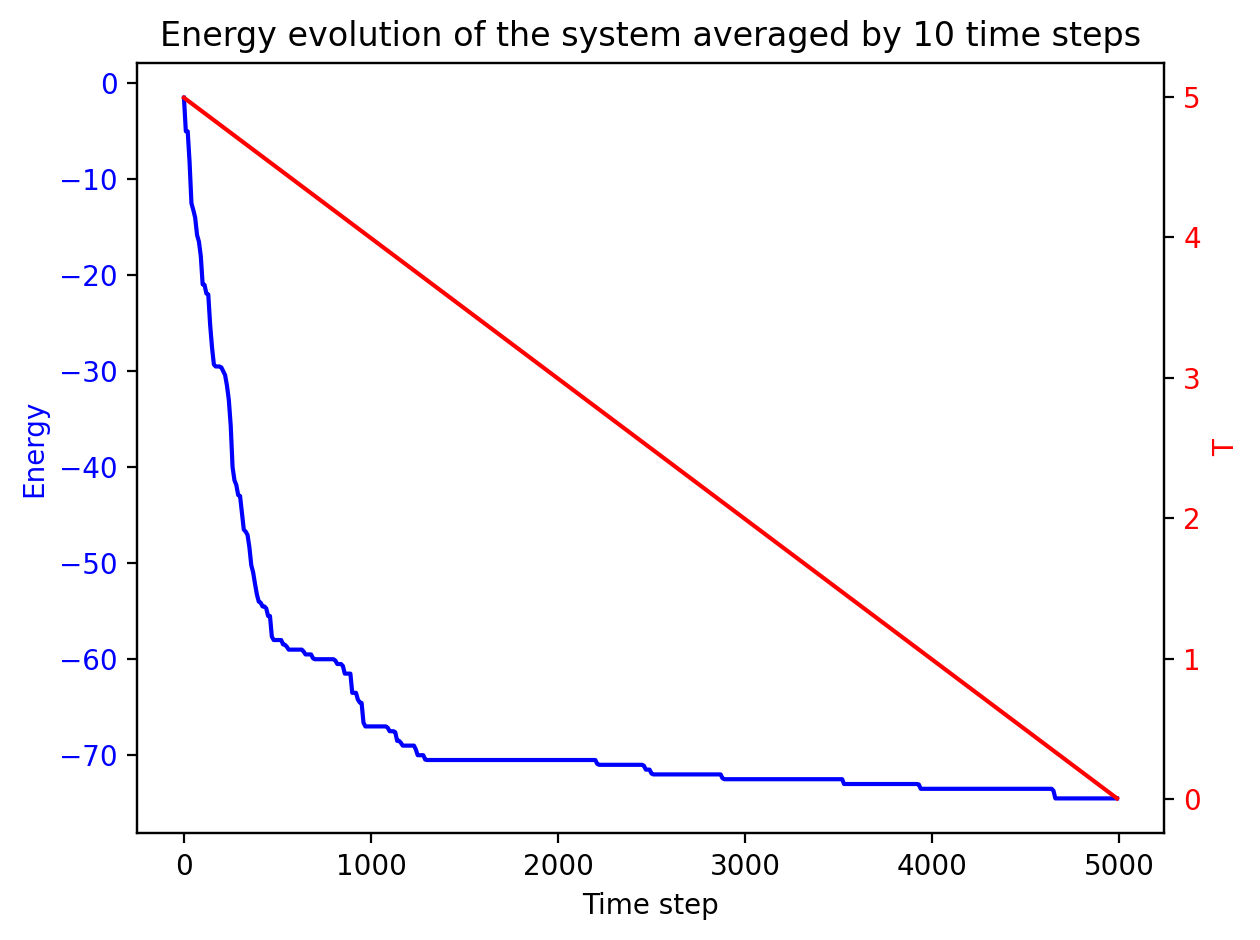 Energy evolution of the system averaged by 10 time steps
0
−10
−20
−30
−40
−50
−60
−70
Energy
5
4
3
2
1
0
T
0 1000 2000 3000 4000 5000
Time step